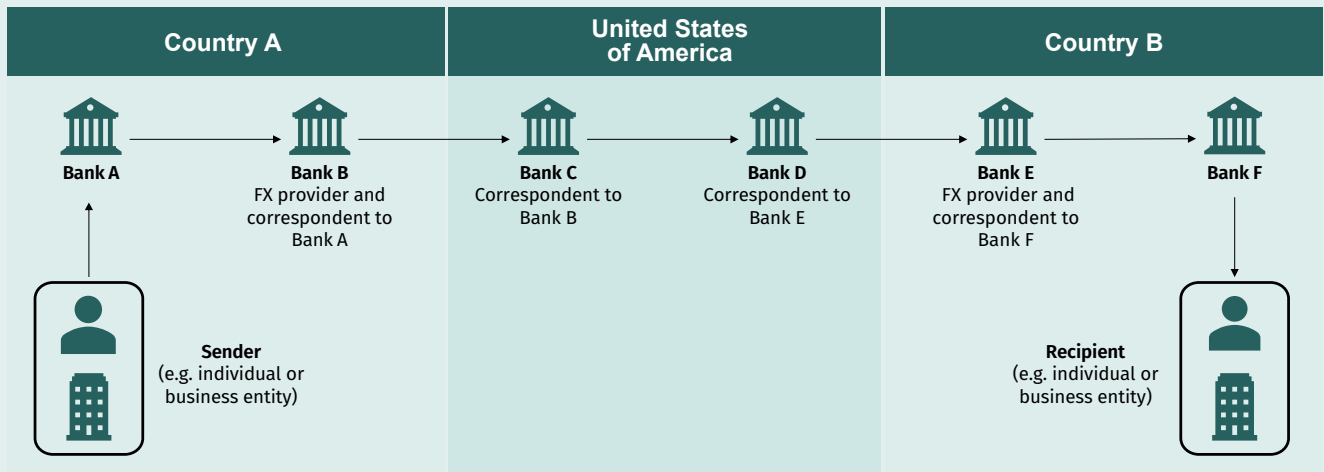 Country A
United States
of America
Country B
Bank A
Bank B
FX provider and
correspondent to
Bank A
Bank C
Correspondent to
Bank B
Bank D
Correspondent to
Bank E
Bank E
FX provider and
correspondent to
Bank F
Bank F
Sender
(e.g. individual or
business entity)
Recipient
(e.g. individual or
business entity)